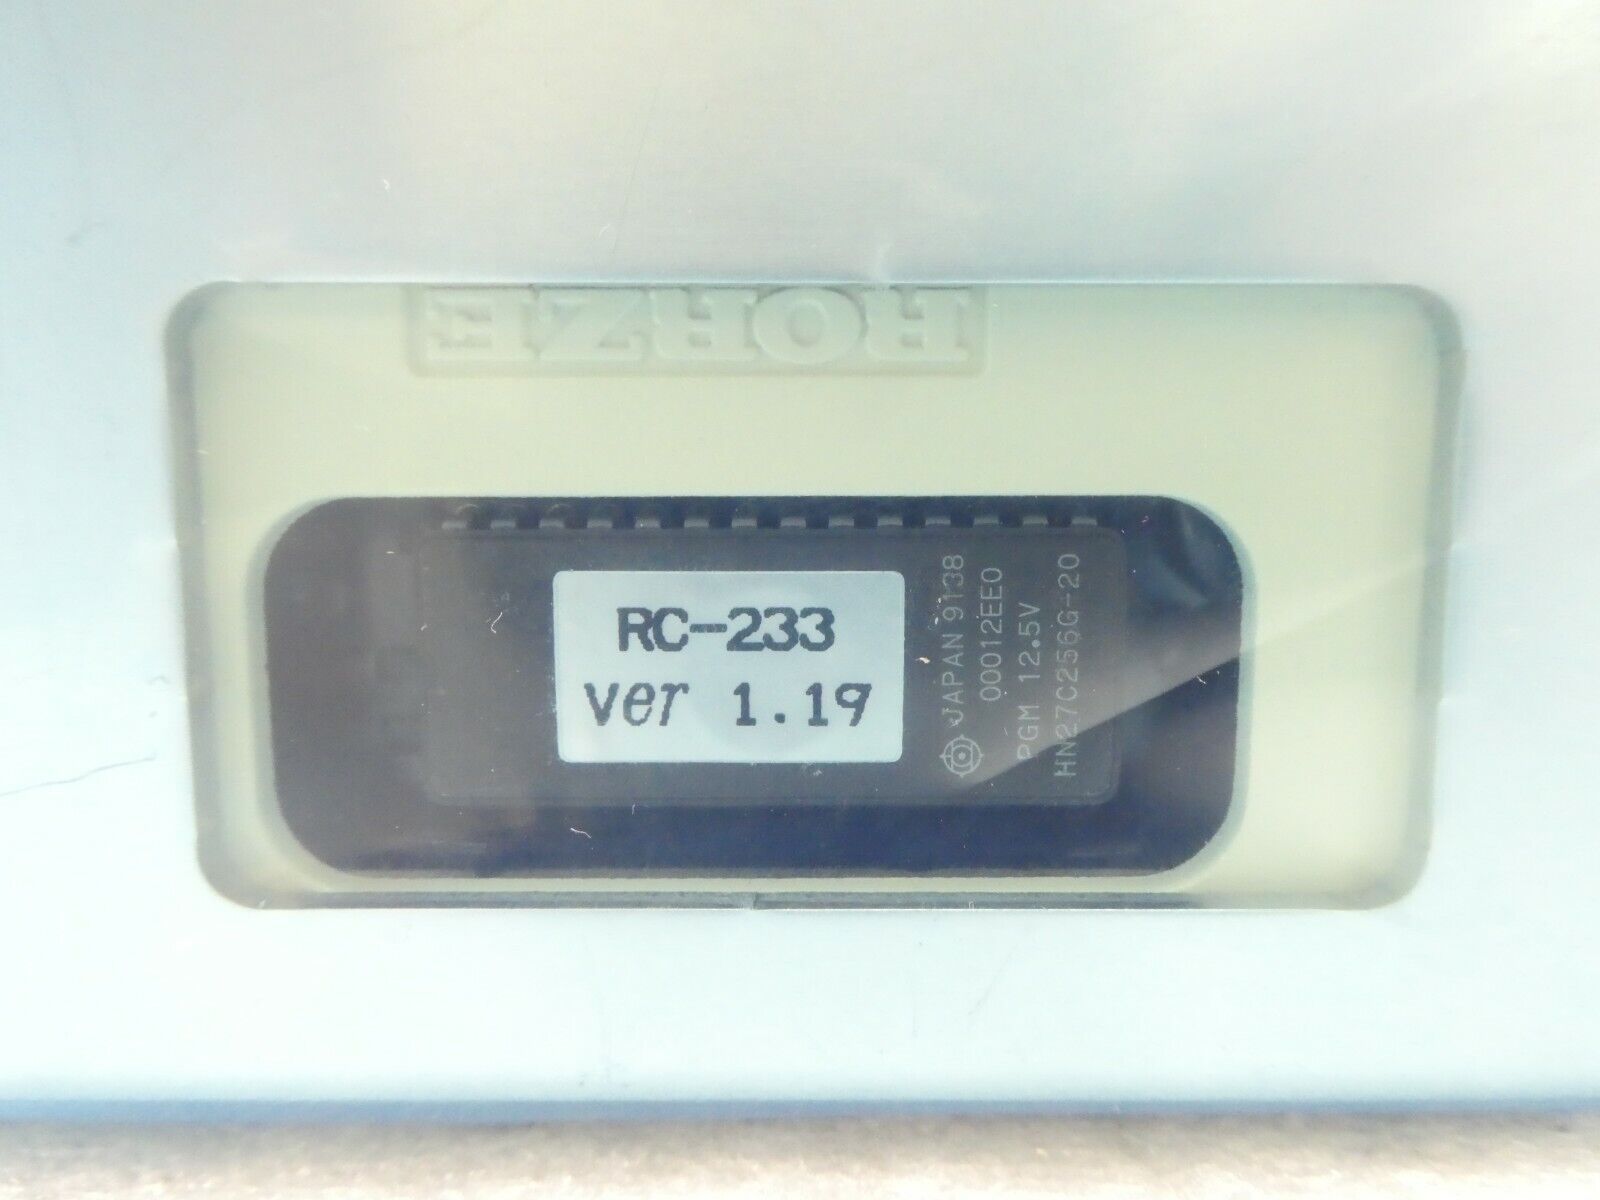 RORZE
RC-233
ver 1.19
JAPAN 9138
00012EE0
PGM 12.5V
HN27C256G-20